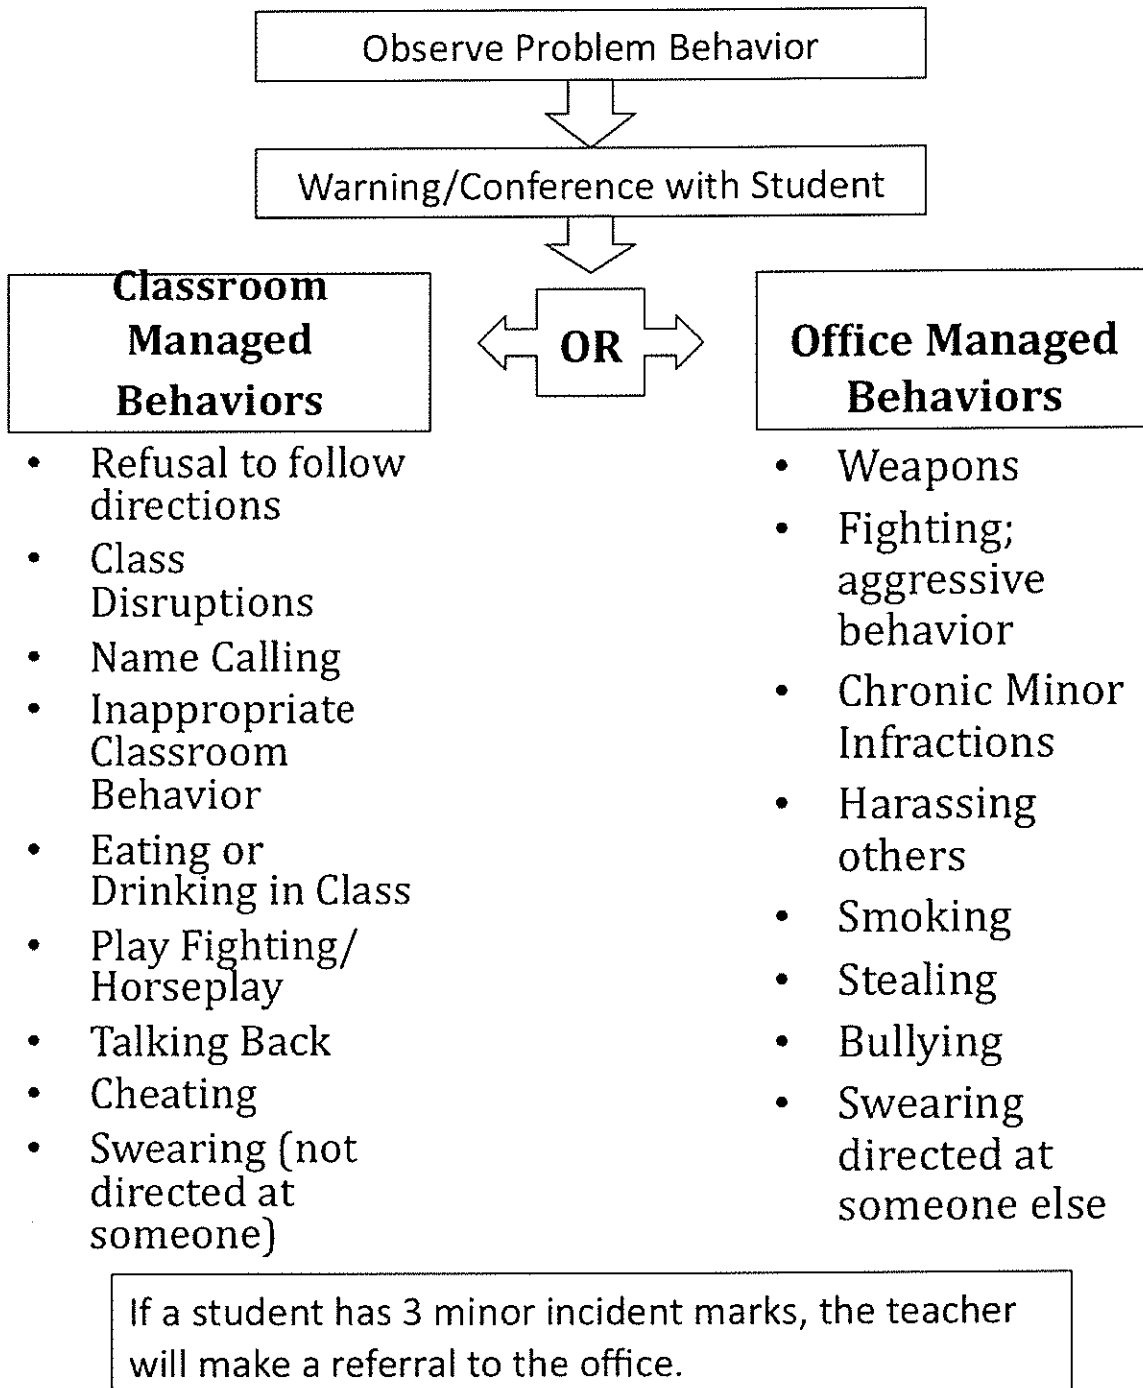 Observe Problem Behavior
Warning/Conference with Student
Classroom
Managed
Behaviors
OR
Office Managed
Behaviors
• Refusal to follow
directions
• Class
Disruptions
• Name Calling
• Inappropriate
Classroom
Behavior
• Eating or
Drinking in Class
• Play Fighting/
Horseplay
• Talking Back
• Cheating
• Swearing (not
directed at
someone)
• Weapons
• Fighting;
aggressive
behavior
• Chronic Minor
Infractions
• Harassing
others
• Smoking
• Stealing
• Bullying
• Swearing
directed at
someone else
If a student has 3 minor incident marks, the teacher
will make a referral to the office.